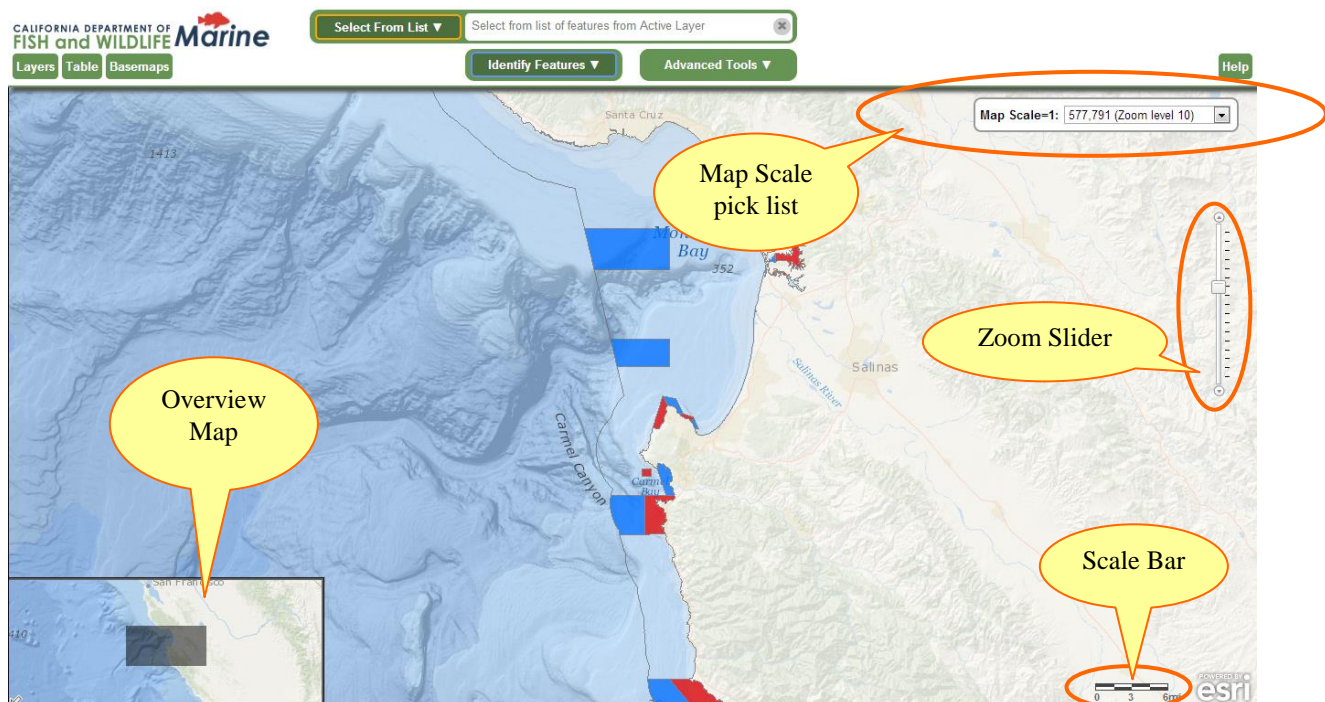 CALIFORNIA DEPARTMENT OF
FISH and WILDLIFE Marine
Select From List ▼
Select from list of features from Active Layer
Layers
Table
Basemaps
Identify Features ▼
Advanced Tools ▼
Help
Santa Cruz
Map Scale=1: 577,791 (Zoom level 10)
1413
Map Scale
pick list
Bay
352
Zoom Slider
Salinas
Salinas River
Overview
Map
Carmel Canyon
Bay
Scale Bar
San Francisco
410
0 3 6mi
POWERED BY
esri